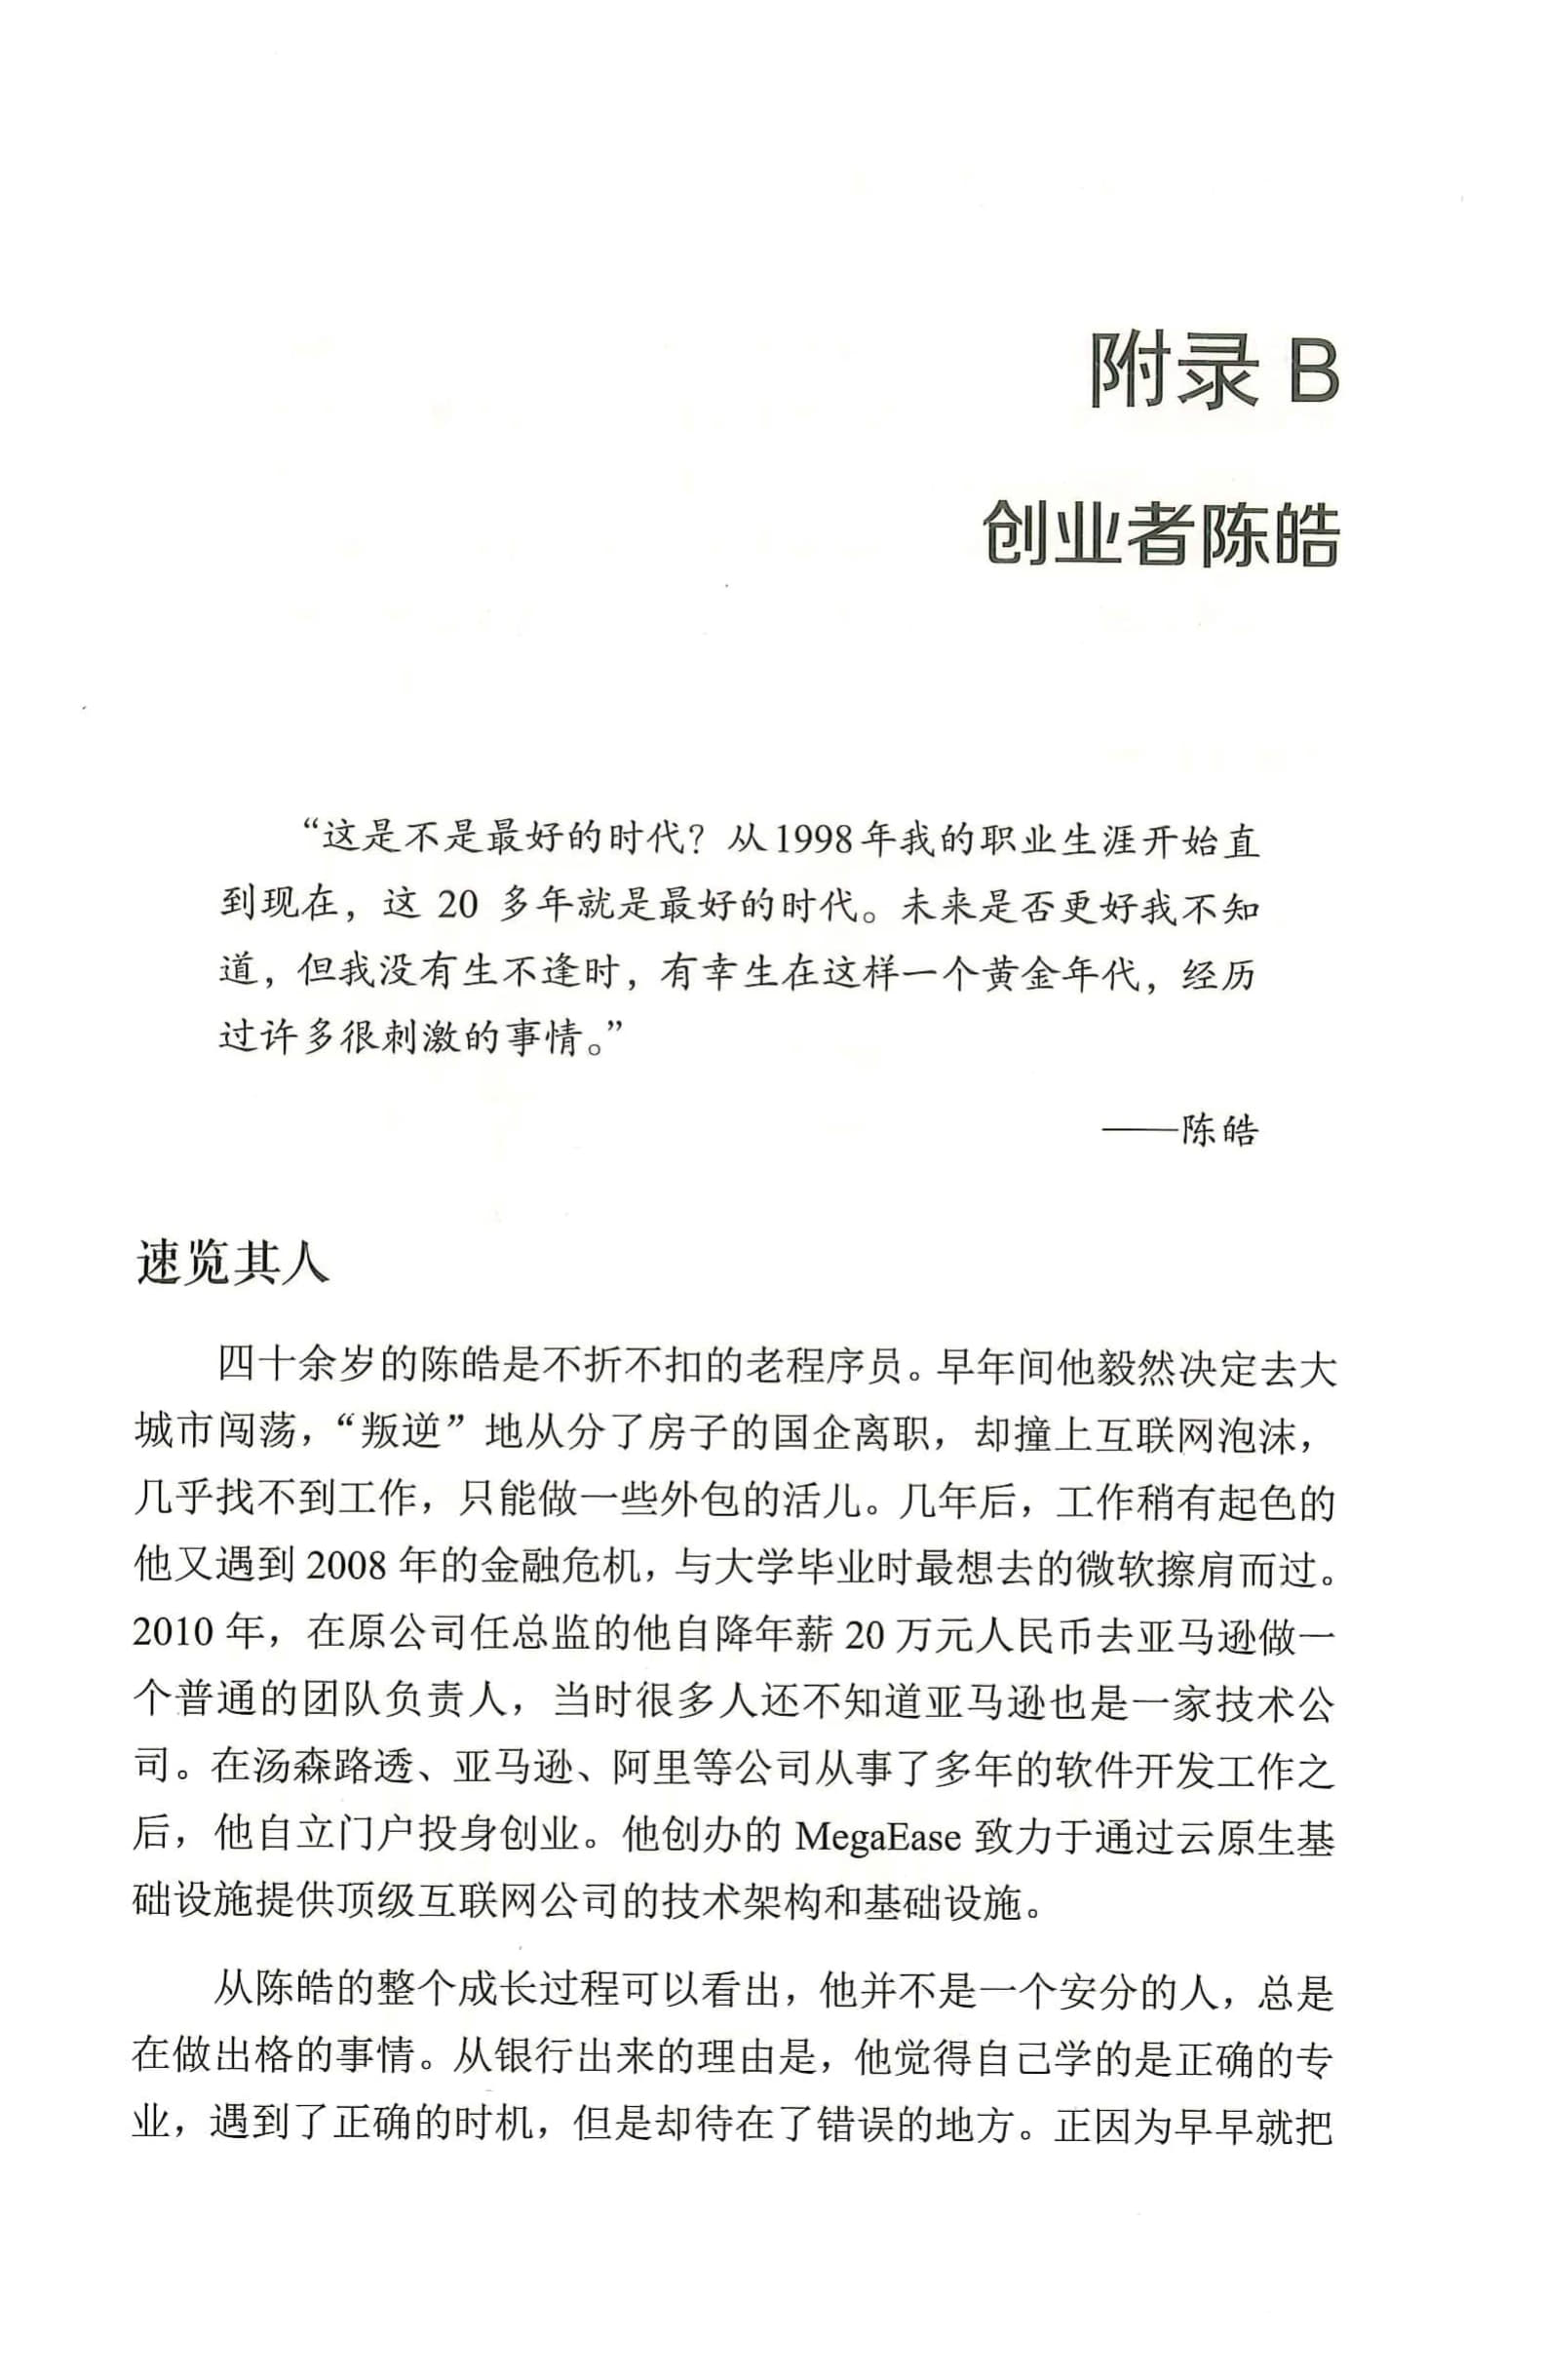 附录 B
创业者陈皓
“这是不是最好的时代？从1998年我的职业生涯开始直
到现在，这 20 多年就是最好的时代。未来是否更好我不知
道，但我没有生不逢时，有幸生在这样一个黄金年代，经历
过许多很刺激的事情。”
——陈皓
速览其人
四十余岁的陈皓是不折不扣的老程序员。早年间他毅然决定去大
城市闯荡，“叛逆”地从分了房子的国企离职，却撞上互联网泡沫，
几乎找不到工作，只能做一些外包的活儿。几年后，工作稍有起色的
他又遇到 2008 年的金融危机，与大学毕业时最想去的微软擦肩而过。
2010 年，在原公司任总监的他自降年薪 20 万元人民币去亚马逊做一
个普通的团队负责人，当时很多人还不知道亚马逊也是一家技术公
司。在汤森路透、亚马逊、阿里等公司从事了多年的软件开发工作之
后，他自立门户投身创业。他创办的 MegaEase 致力于通过云原生基
础设施提供顶级互联网公司的技术架构和基础设施。
从陈皓的整个成长过程可以看出，他并不是一个安分的人，总是
在做出格的事情。从银行出来的理由是，他觉得自己学的是正确的专
业，遇到了正确的时机，但是却待在了错误的地方。正因为早早就把